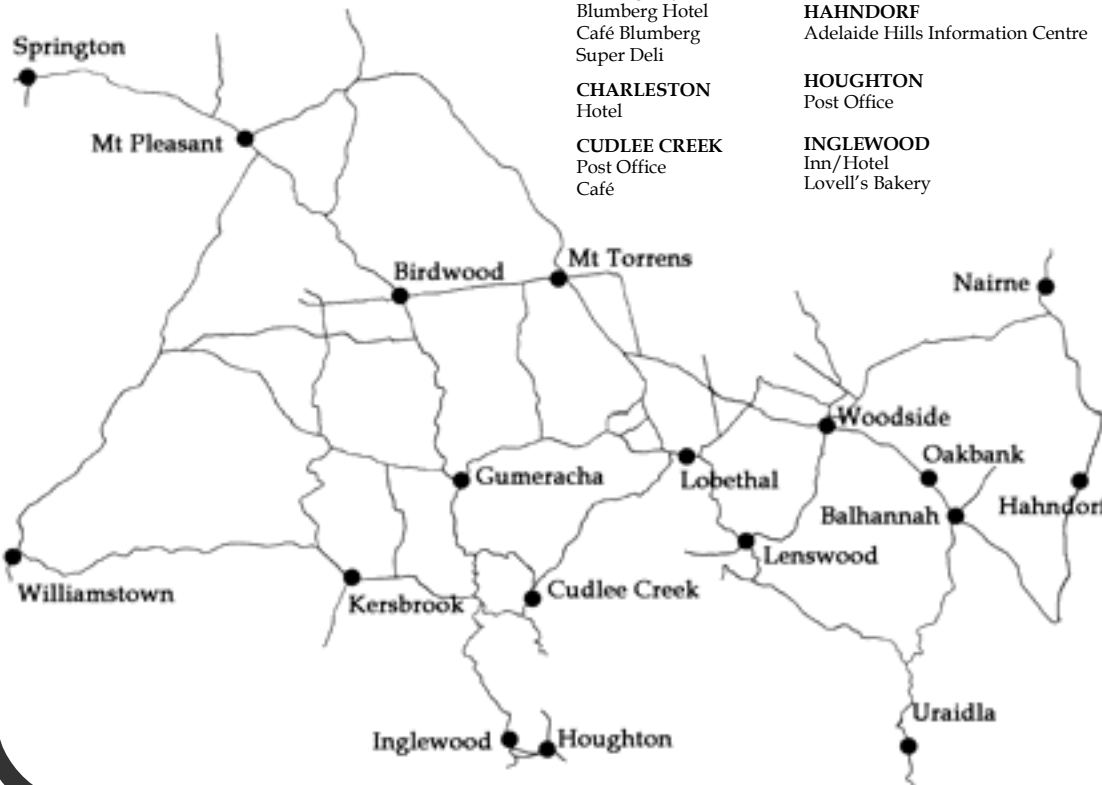 Blumberg Hotel
Café Blumberg
Super Deli
CHARLESTON
Hotel
CUDLEE CREEK
Post Office
Café
HAHNDORF
Adelaide Hills Information Centre
HOUGHTON
Post Office
INGLEWOOD
Inn/Hotel
Lovell's Bakery
Springton
Mt Pleasant
Birdwood
Mt Torrens
Nairne
Woodside
Oakbank
Gumeracha
Lobethal
Balhannah
Hahndorf
Lenswood
Williamstown
Kersbrook
Cudlee Creek
Uraidla
Inglewood
Houghton